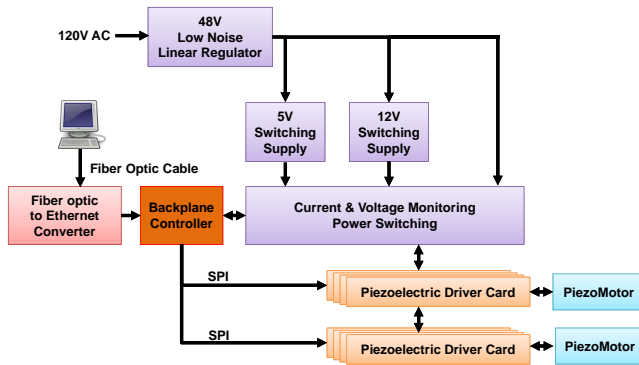 48V
Low Noise
Linear Regulator
120V AC
5V
Switching
Supply
12V
Switching
Supply
Fiber Optic Cable
Fiber optic
to Ethernet
Converter
Backplane
Controller
Current & Voltage Monitoring
Power Switching
SPI
Piezoelectric Driver Card
PiezoMotor
SPI
Piezoelectric Driver Card
PiezoMotor